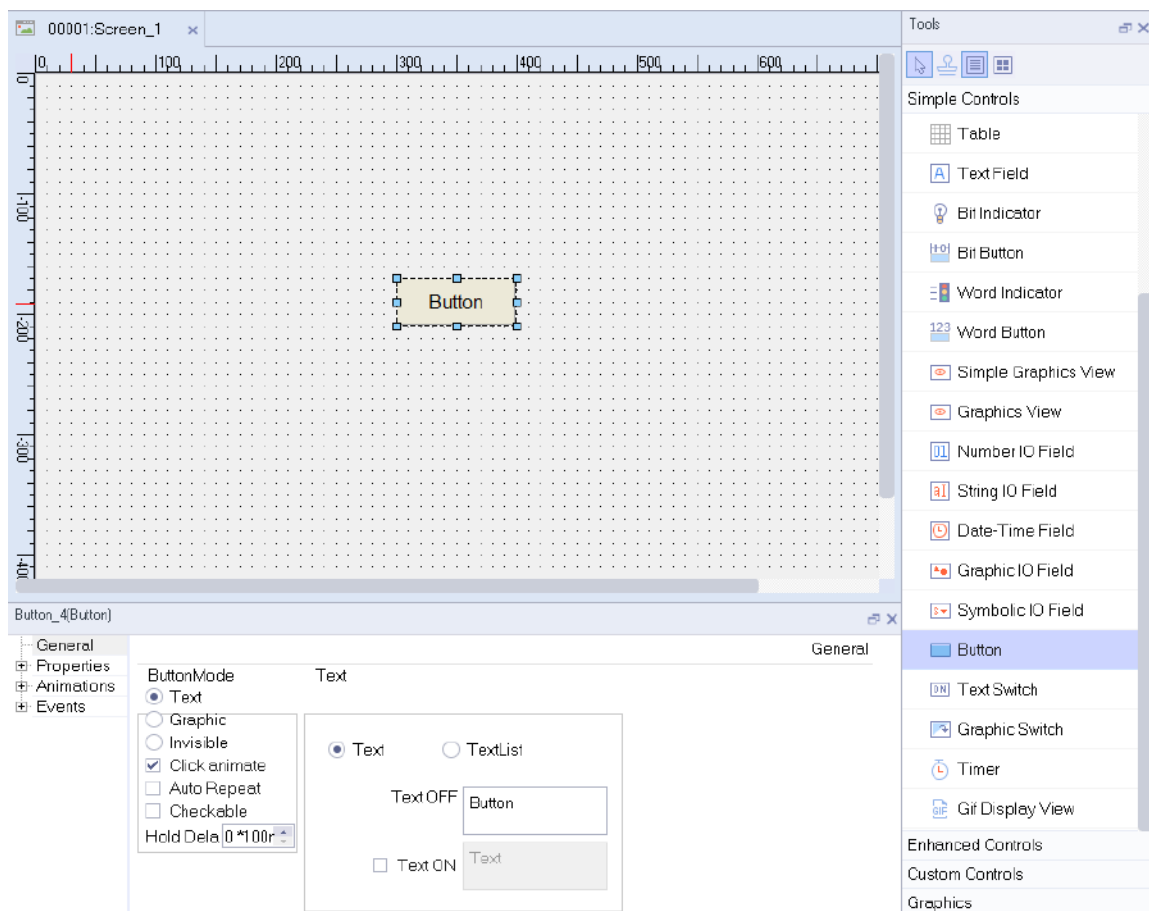 00001:Screen_1
0 100 200 300 400 500 600
0
-100
-200
-300
-400
Button
Button_4(Button)
General
Properties
Animations
Events
General
ButtonMode
Text
Graphic
Invisible
Click animate
Auto Repeat
Checkable
Hold Dela 0 *100r
Text
Text TextList
Text OFF Button
Text ON Text
Tools
Simple Controls
Table
A Text Field
Bit Indicator
Bit Button
Word Indicator
123 Word Button
Simple Graphics View
Graphics View
01 Number IO Field
a String IO Field
Date-Time Field
Graphic IO Field
Symbolic IO Field
Button
ON Text Switch
Graphic Switch
Timer
GIF Gif Display View
Enhanced Controls
Custom Controls
Graphics